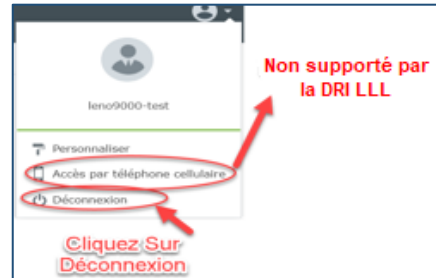 Non supporté par
la DRI LLL
leno9000-test
Personnaliser
Accès par téléphone cellulaire
Déconnexion
Cliquez Sur
Déconnexion